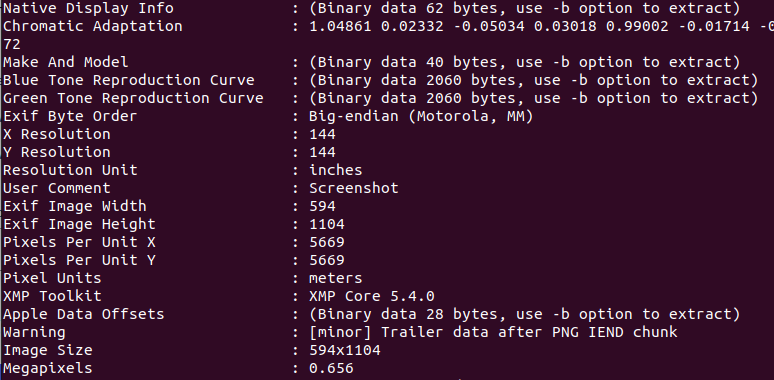 Native Display Info : (Binary data 62 bytes, use -b option to extract)
Chromatic Adaptation : 1.04861 0.02332 -0.05034 0.03018 0.99002 -0.01714 -0
72
Make And Model : (Binary data 40 bytes, use -b option to extract)
Blue Tone Reproduction Curve : (Binary data 2060 bytes, use -b option to extract)
Green Tone Reproduction Curve : (Binary data 2060 bytes, use -b option to extract)
Exif Byte Order : Big-endian (Motorola, MM)
X Resolution : 144
Y Resolution : 144
Resolution Unit : inches
User Comment : Screenshot
Exif Image Width : 594
Exif Image Height : 1104
Pixels Per Unit X : 5669
Pixels Per Unit Y : 5669
Pixel Units : meters
XMP Toolkit : XMP Core 5.4.0
Apple Data Offsets : (Binary data 28 bytes, use -b option to extract)
Warning : [minor] Trailer data after PNG IEND chunk
Image Size : 594x1104
Megapixels : 0.656